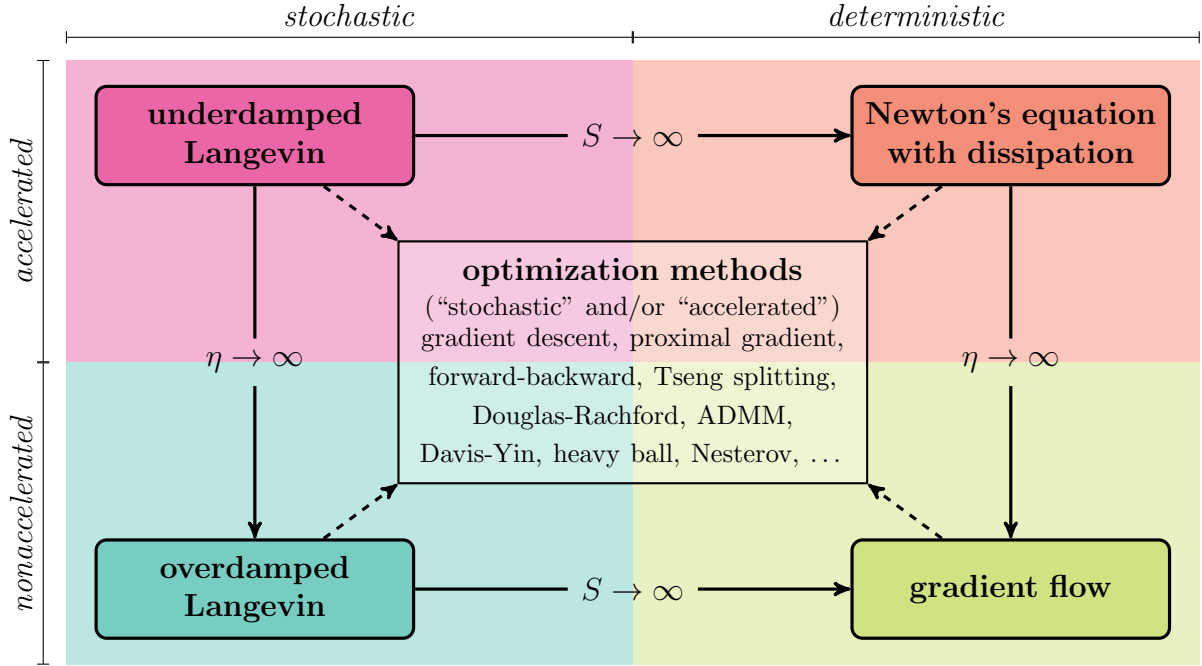 stochastic
deterministic
accelerated
nonaccelerated
underdamped
Langevin
S → ∞
Newton's equation
with dissipation
optimization methods
(“stochastic” and/or “accelerated”)
gradient descent, proximal gradient,
forward-backward, Tseng splitting,
Douglas-Rachford, ADMM,
Davis-Yin, heavy ball, Nesterov, …
η → ∞
η → ∞
overdamped
Langevin
S → ∞
gradient flow